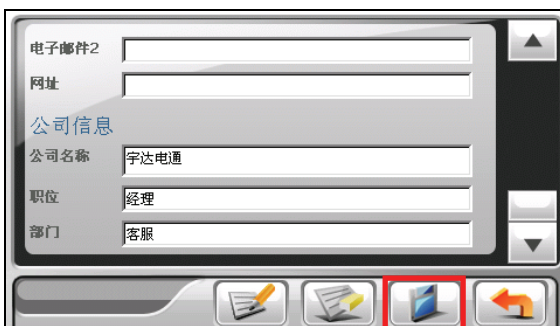 电子邮件2
网址
公司信息
公司名称 宇达电通
职位 经理
部门 客服